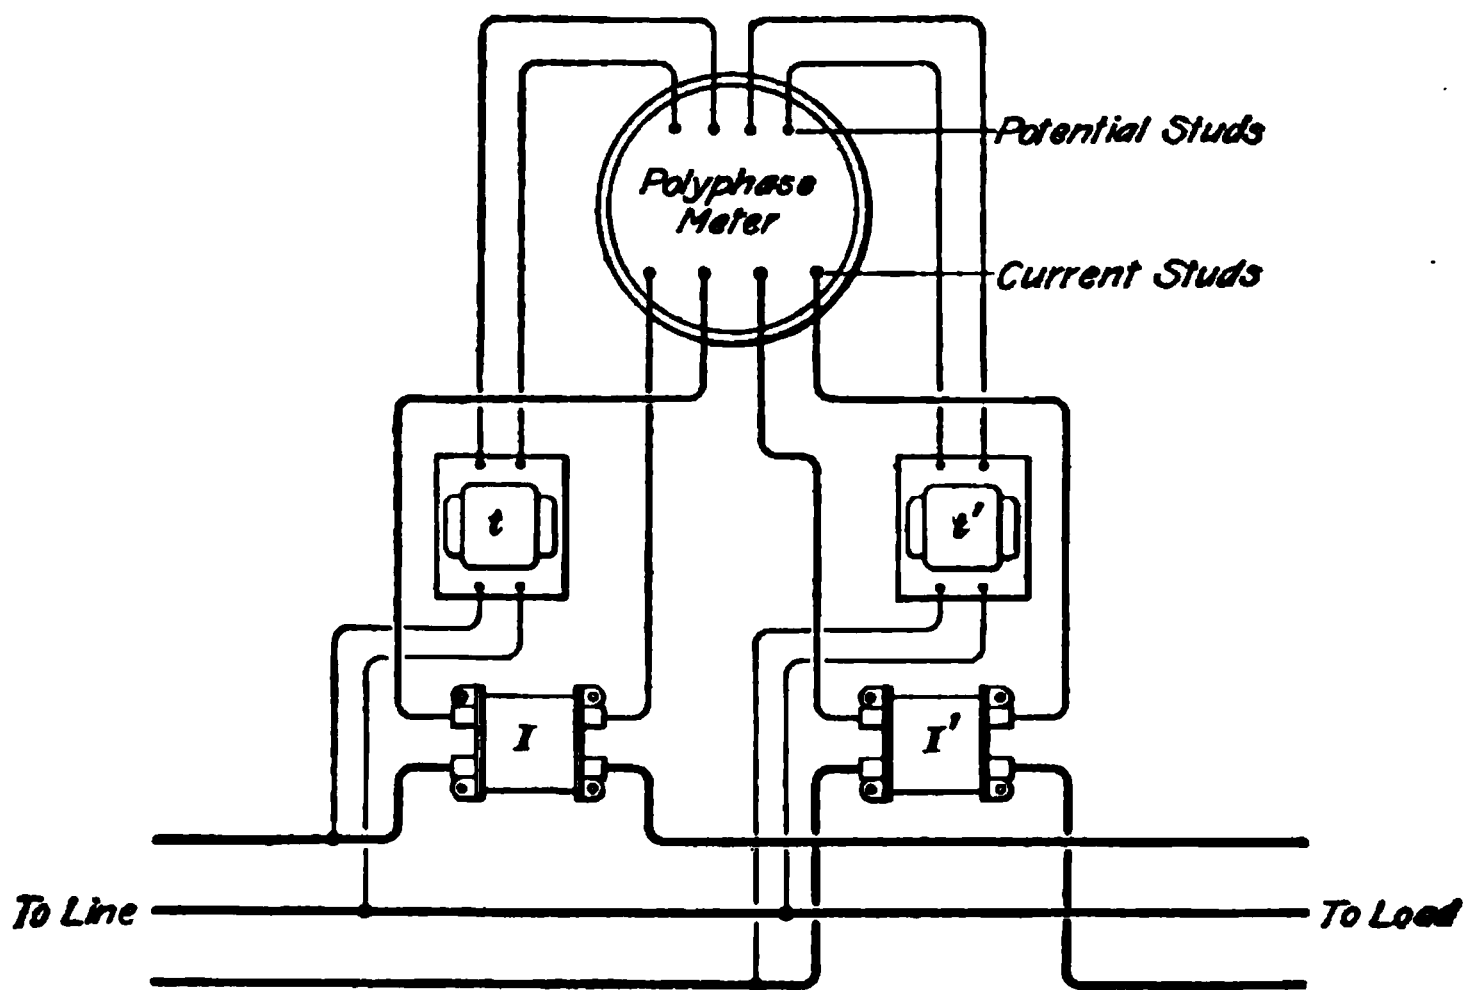 Potential Studs
Polyphase
Meter
Current Studs
t
t'
I
I'
To Line
To Load